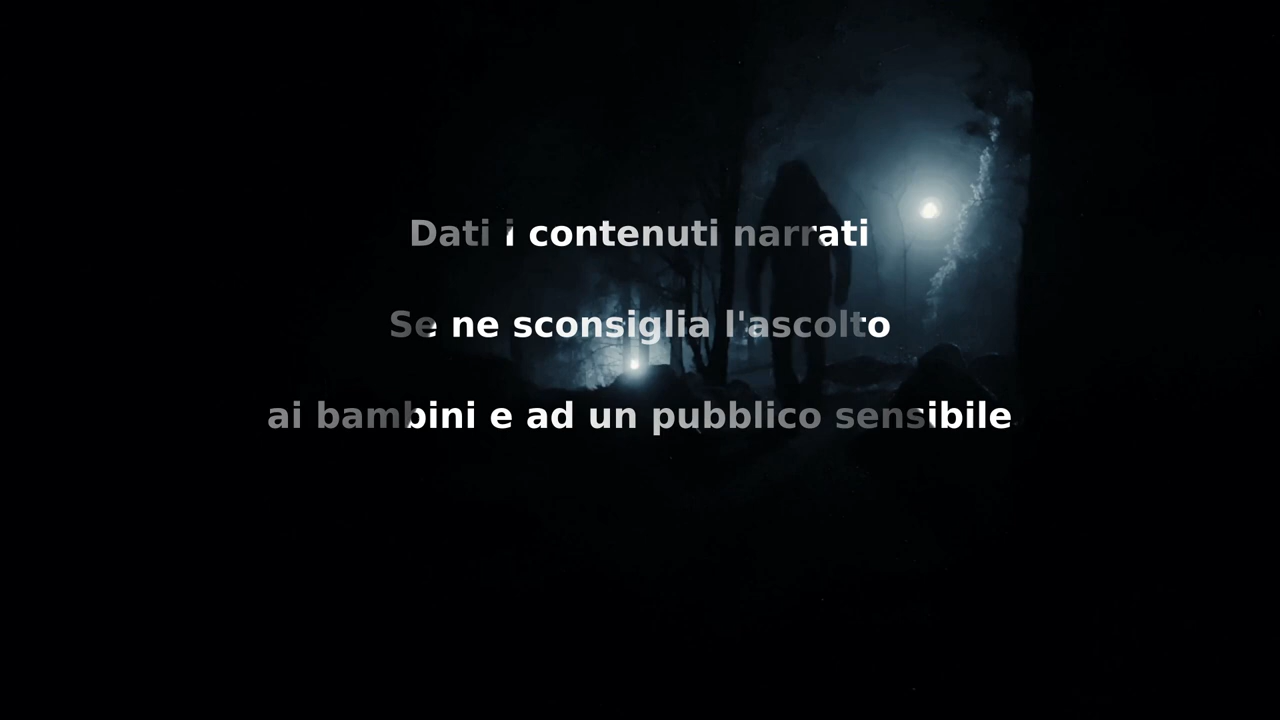 Dati i contenuti narrati
Se ne sconsiglia l'ascolto
ai bambini e ad un pubblico sensibile